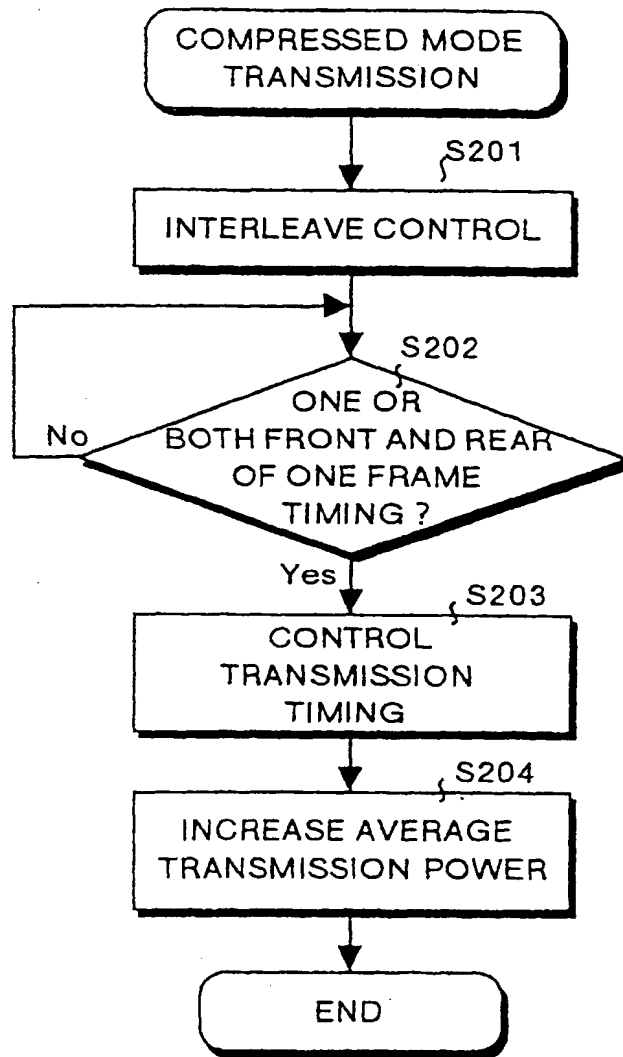 COMPRESSED MODE
TRANSMISSION
S201
INTERLEAVE CONTROL
S202
ONE OR
BOTH FRONT AND REAR
OF ONE FRAME
TIMING ?
No
Yes
S203
CONTROL
TRANSMISSION
TIMING
S204
INCREASE AVERAGE
TRANSMISSION POWER
END